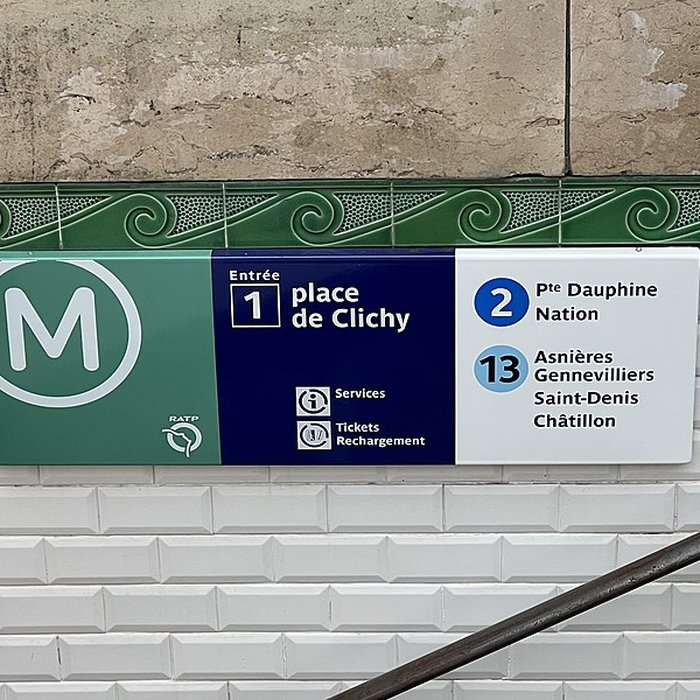 M
RATP
Entrée
1
place
de Clichy
Services
Tickets
Rechargement
2
Pte Dauphine
Nation
13
Asnières
Gennevilliers
Saint-Denis
Châtillon